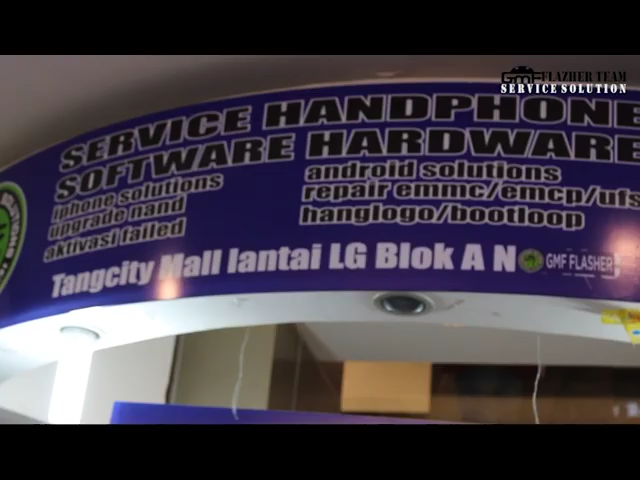 GMF FLAZHER TEAM
SERVICE SOLUTION
SERVICE HANDPHONE
SOFTWARE HARDWARE
iphone solutions
upgrade nand
aktivasi failed
android solutions
repair emmc/emcp/ufs
hanglogo/bootloop
Tangcity Mall lantai LG Blok A N
GMF FLASHER